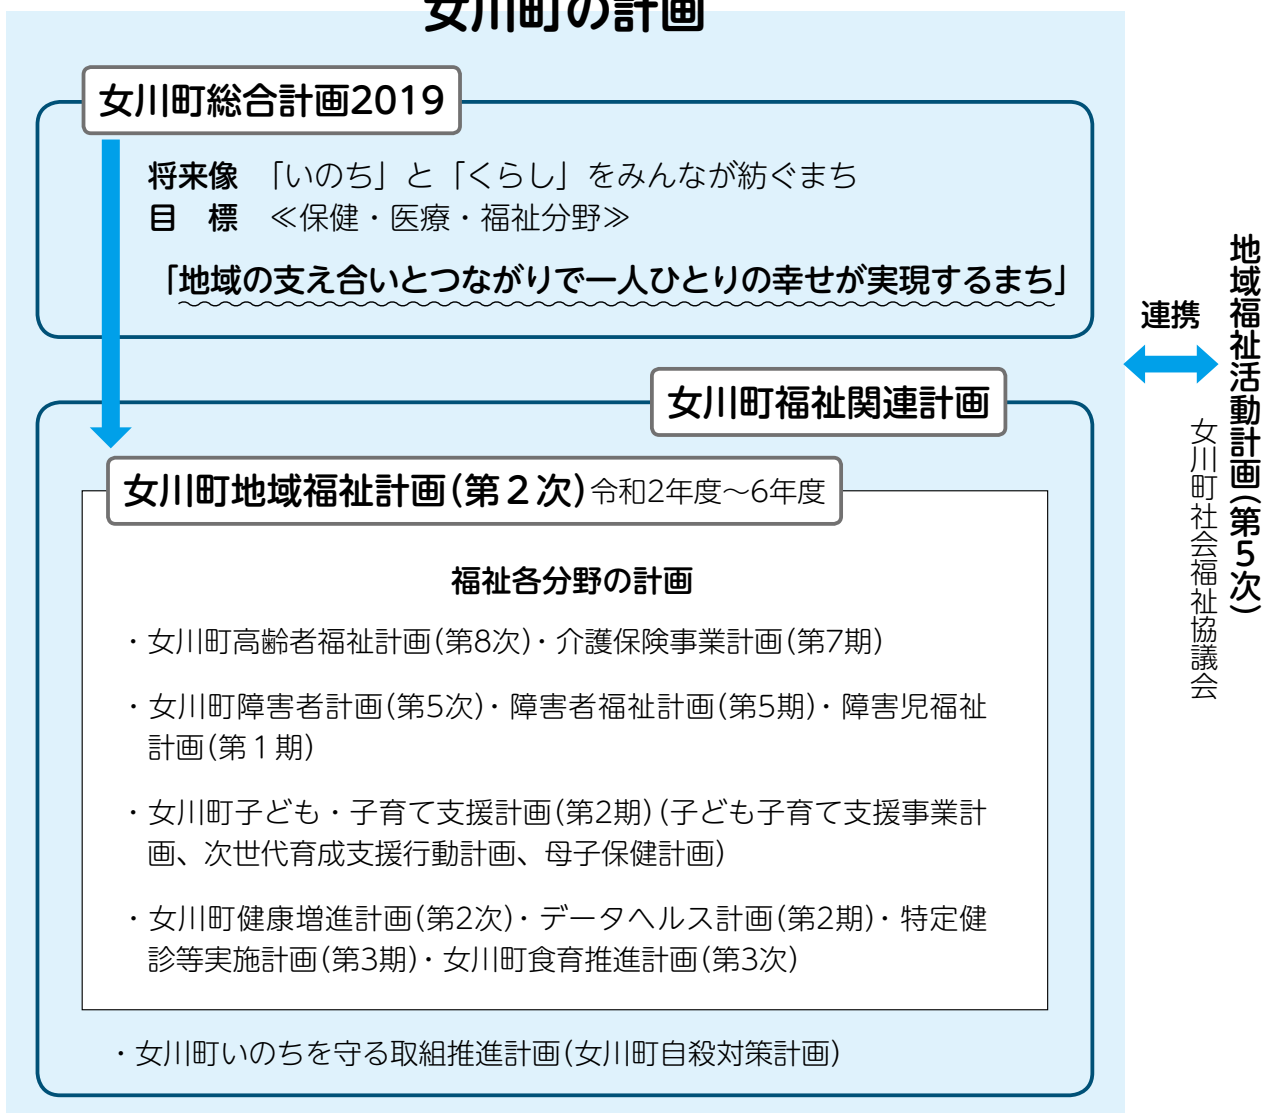 女川町の計画
女川町総合計画2019
将来像 「いのち」と「くらし」をみんなが紡ぐまち
目 標 ≪保健・医療・福祉分野≫
「地域の支え合いとつながりで一人ひとりの幸せが実現するまち」
女川町福祉関連計画
女川町地域福祉計画(第2次)令和2年度～6年度
福祉各分野の計画
・女川町高齢者福祉計画(第8次)・介護保険事業計画(第7期)
・女川町障害者計画(第5次)・障害者福祉計画(第5期)・障害児福祉
計画(第1期)
・女川町子ども・子育て支援計画(第2期)(子ども子育て支援事業計
画、次世代育成支援行動計画、母子保健計画)
・女川町健康増進計画(第2次)・データヘルス計画(第2期)・特定健
診等実施計画(第3期)・女川町食育推進計画(第3次)
・女川町いのちを守る取組推進計画(女川町自殺対策計画)
連携
地域福祉活動計画(第5次)
女川町社会福祉協議会